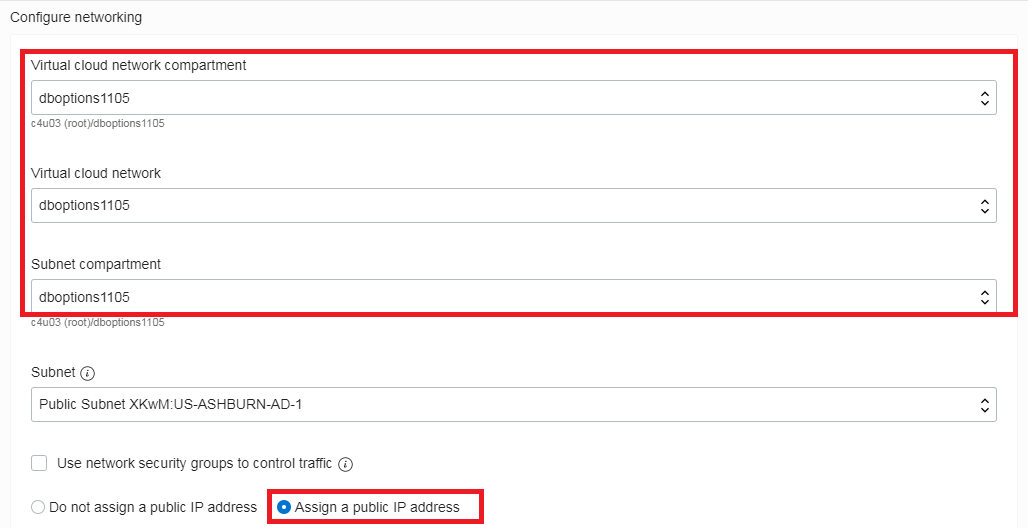 Configure networking
Virtual cloud network compartment
dboptions1105
c4u03 (root)/dboptions1105
Virtual cloud network
dboptions1105
Subnet compartment
dboptions1105
c4u03 (root)/dboptions1105
Subnet i
Public Subnet XKwM:US-ASHBURN-AD-1
Use network security groups to control traffic i
Do not assign a public IP address Assign a public IP address